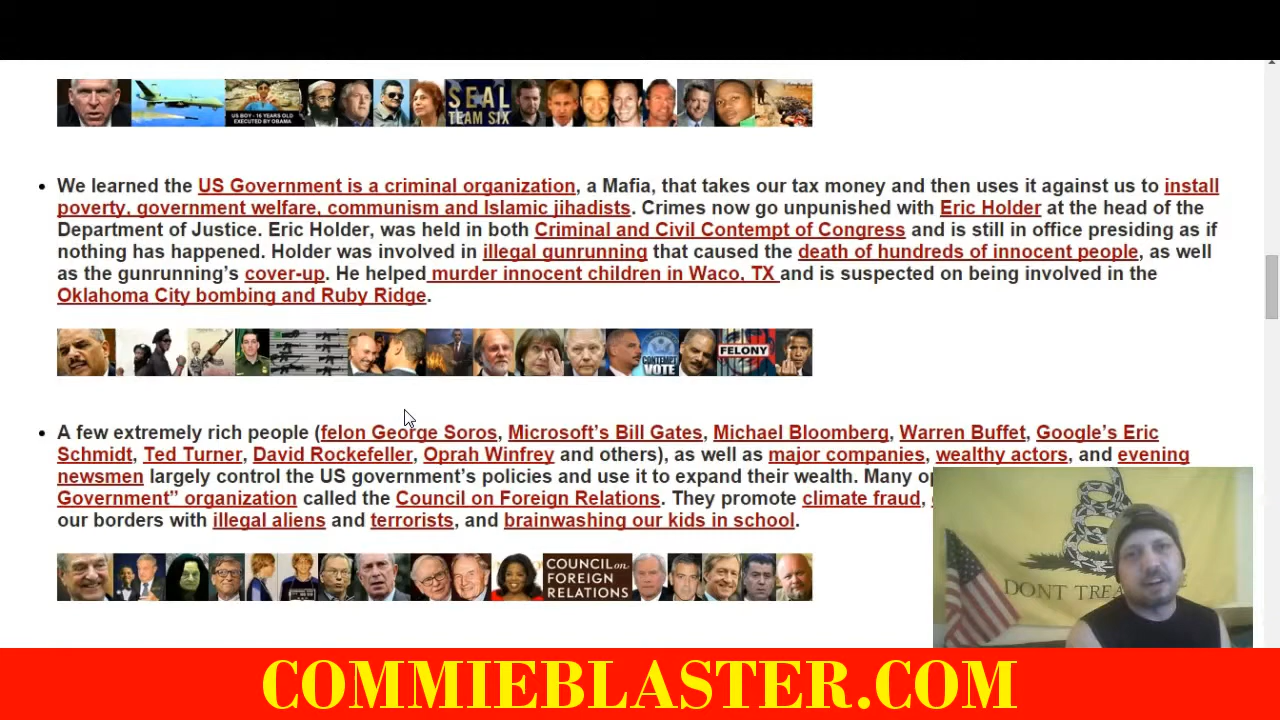 US BOY - 16 YEARS OLD
EXECUTED BY OBAMA
SEAL
TEAM SIX
We learned the US Government is a criminal organization, a Mafia, that takes our tax money and then uses it against us to install
poverty, government welfare, communism and Islamic jihadists. Crimes now go unpunished with Eric Holder at the head of the
Department of Justice. Eric Holder, was held in both Criminal and Civil Contempt of Congress and is still in office presiding as if
nothing has happened. Holder was involved in illegal gunrunning that caused the death of hundreds of innocent people, as well
as the gunrunning's cover-up. He helped murder innocent children in Waco, TX and is suspected on being involved in the
Oklahoma City bombing and Ruby Ridge.
CONTEMPT
VOTE
FELONY
A few extremely rich people (felon George Soros, Microsoft's Bill Gates, Michael Bloomberg, Warren Buffet, Google's Eric
Schmidt, Ted Turner, David Rockefeller, Oprah Winfrey and others), as well as major companies, wealthy actors, and evening
newsmen largely control the US government's policies and use it to expand their wealth. Many
Government" organization called the Council on Foreign Relations. They promote climate fraud,
our borders with illegal aliens and terrorists, and brainwashing our kids in school.
COUNCIL on
FOREIGN
RELATIONS
DONT TREA
COMMIEBLASTER.COM